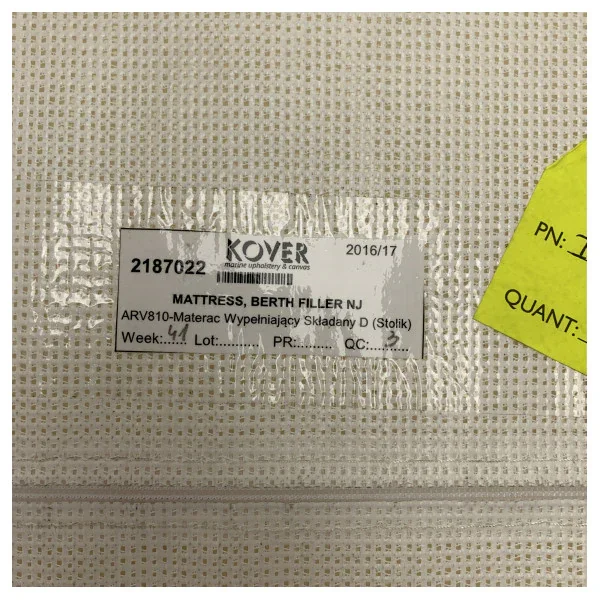 KOVER
marine upholstery & canvas
2016/17
2187022
MATTRESS, BERTH FILLER NJ
ARV810-Materac Wypełniający Składany D (Stolik)
Week:...41 Lot:.......... PR:......... QC:...3......
PN:
QUANT: